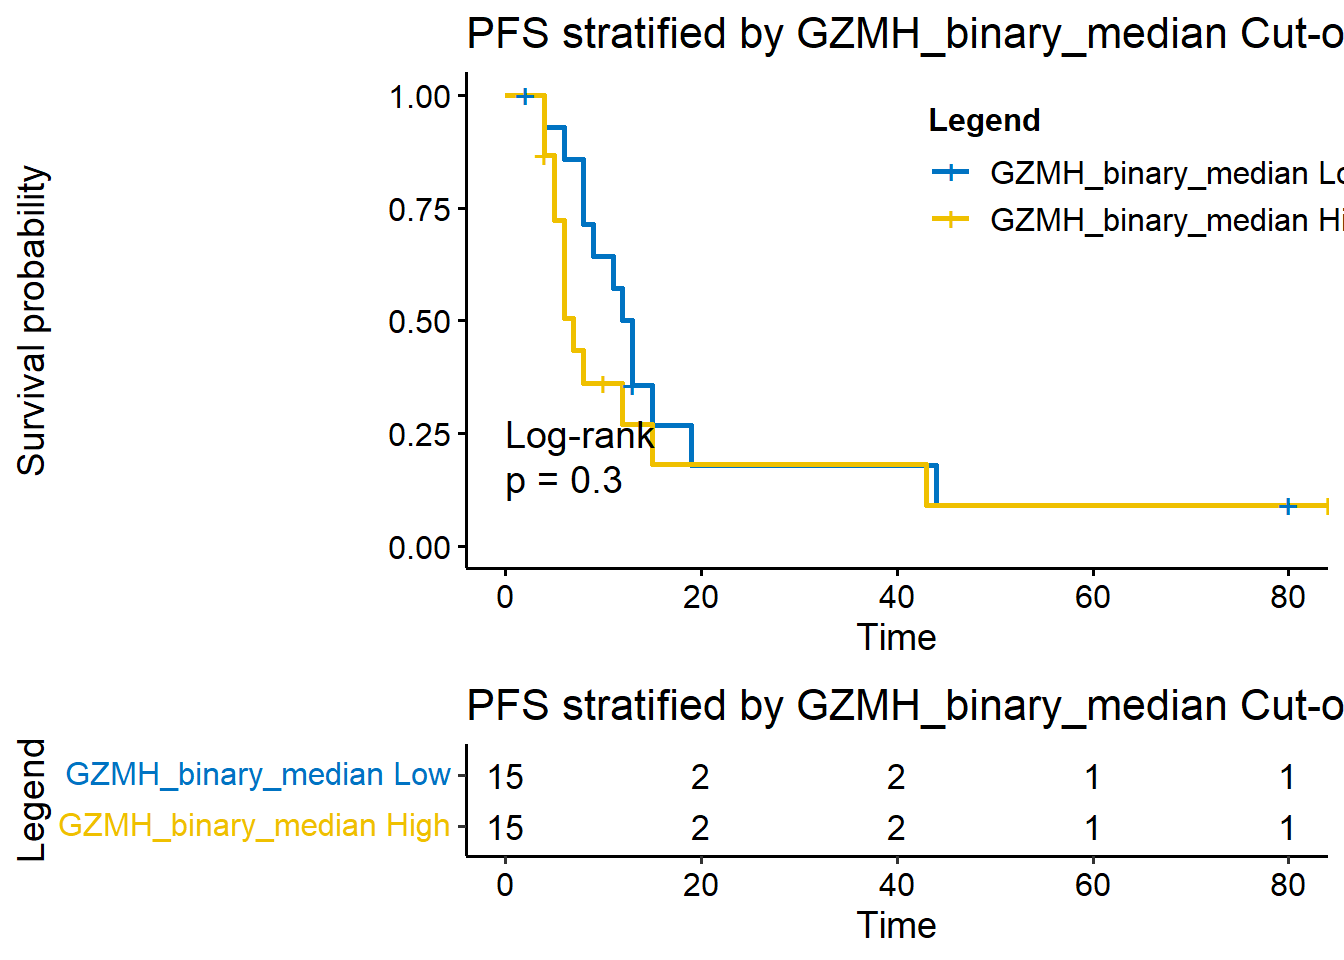 PFS stratified by GZMH_binary_median Cut-o
Survival probability
1.00
0.75
0.50
0.25
0.00
Legend
GZMH_binary_median Lo
GZMH_binary_median Hi
Log-rank
p = 0.3
0 20 40 60 80
Time
PFS stratified by GZMH_binary_median Cut-o
Legend
GZMH_binary_median Low 15 2 2 1 1
GZMH_binary_median High 15 2 2 1 1
0 20 40 60 80
Time